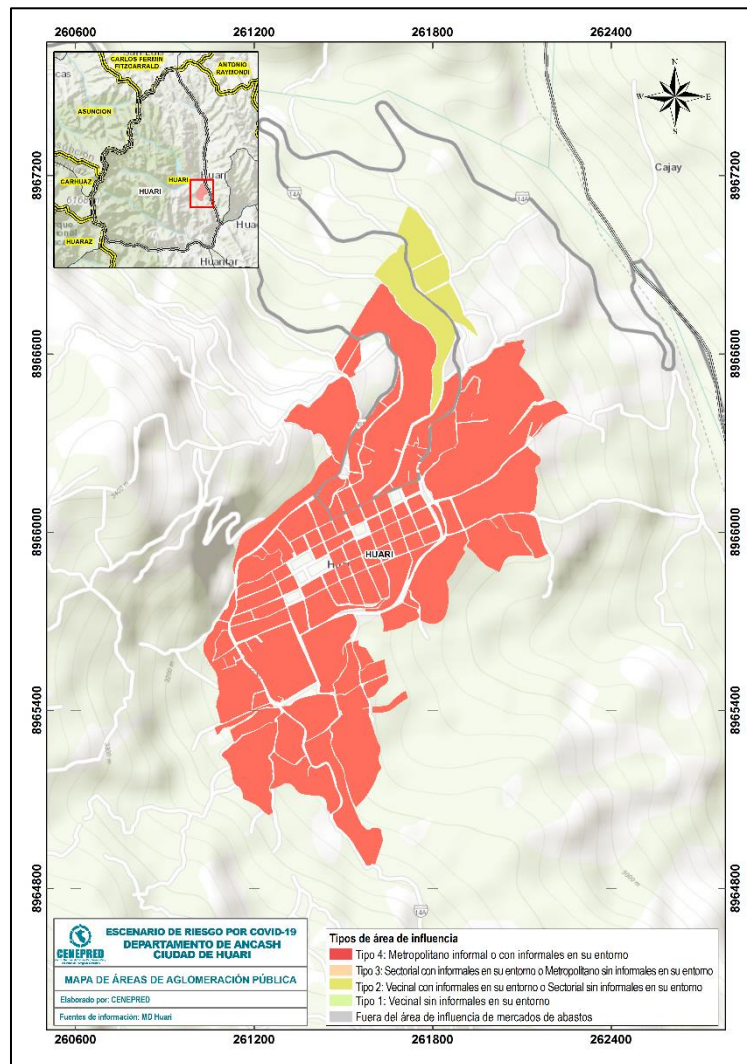 260600 261200 261800 262400
CARLOS FERMIN
FITZCARRALD
ANTONIO
RAYMONDI
ASUNCION
CARHUAZ
HUARI
HUARI
HUARAZ
Huantar
N
W E
S
Cajay
14A
14A
8967200
8967200
8966600
8966600
8966000
8966000
HUARI
8965400
8965400
8964800
8964800
14A
CENEPRED
ESCENARIO DE RIESGO POR COVID-19
DEPARTAMENTO DE ANCASH
CIUDAD DE HUARI
MAPA DE ÁREAS DE AGLOMERACIÓN PÚBLICA
Elaborado por: CENEPRED
Fuentes de información: MD Huari
Tipos de área de influencia
Tipo 4: Metropolitano informal o con informales en su entorno
Tipo 3: Sectorial con informales en su entorno o Metropolitano sin informales en su entorno
Tipo 2: Vecinal con informales en su entorno o Sectorial sin informales en su entorno
Tipo 1: Vecinal sin informales en su entorno
Fuera del área de influencia de mercados de abastos
260600 261200 261800 262400